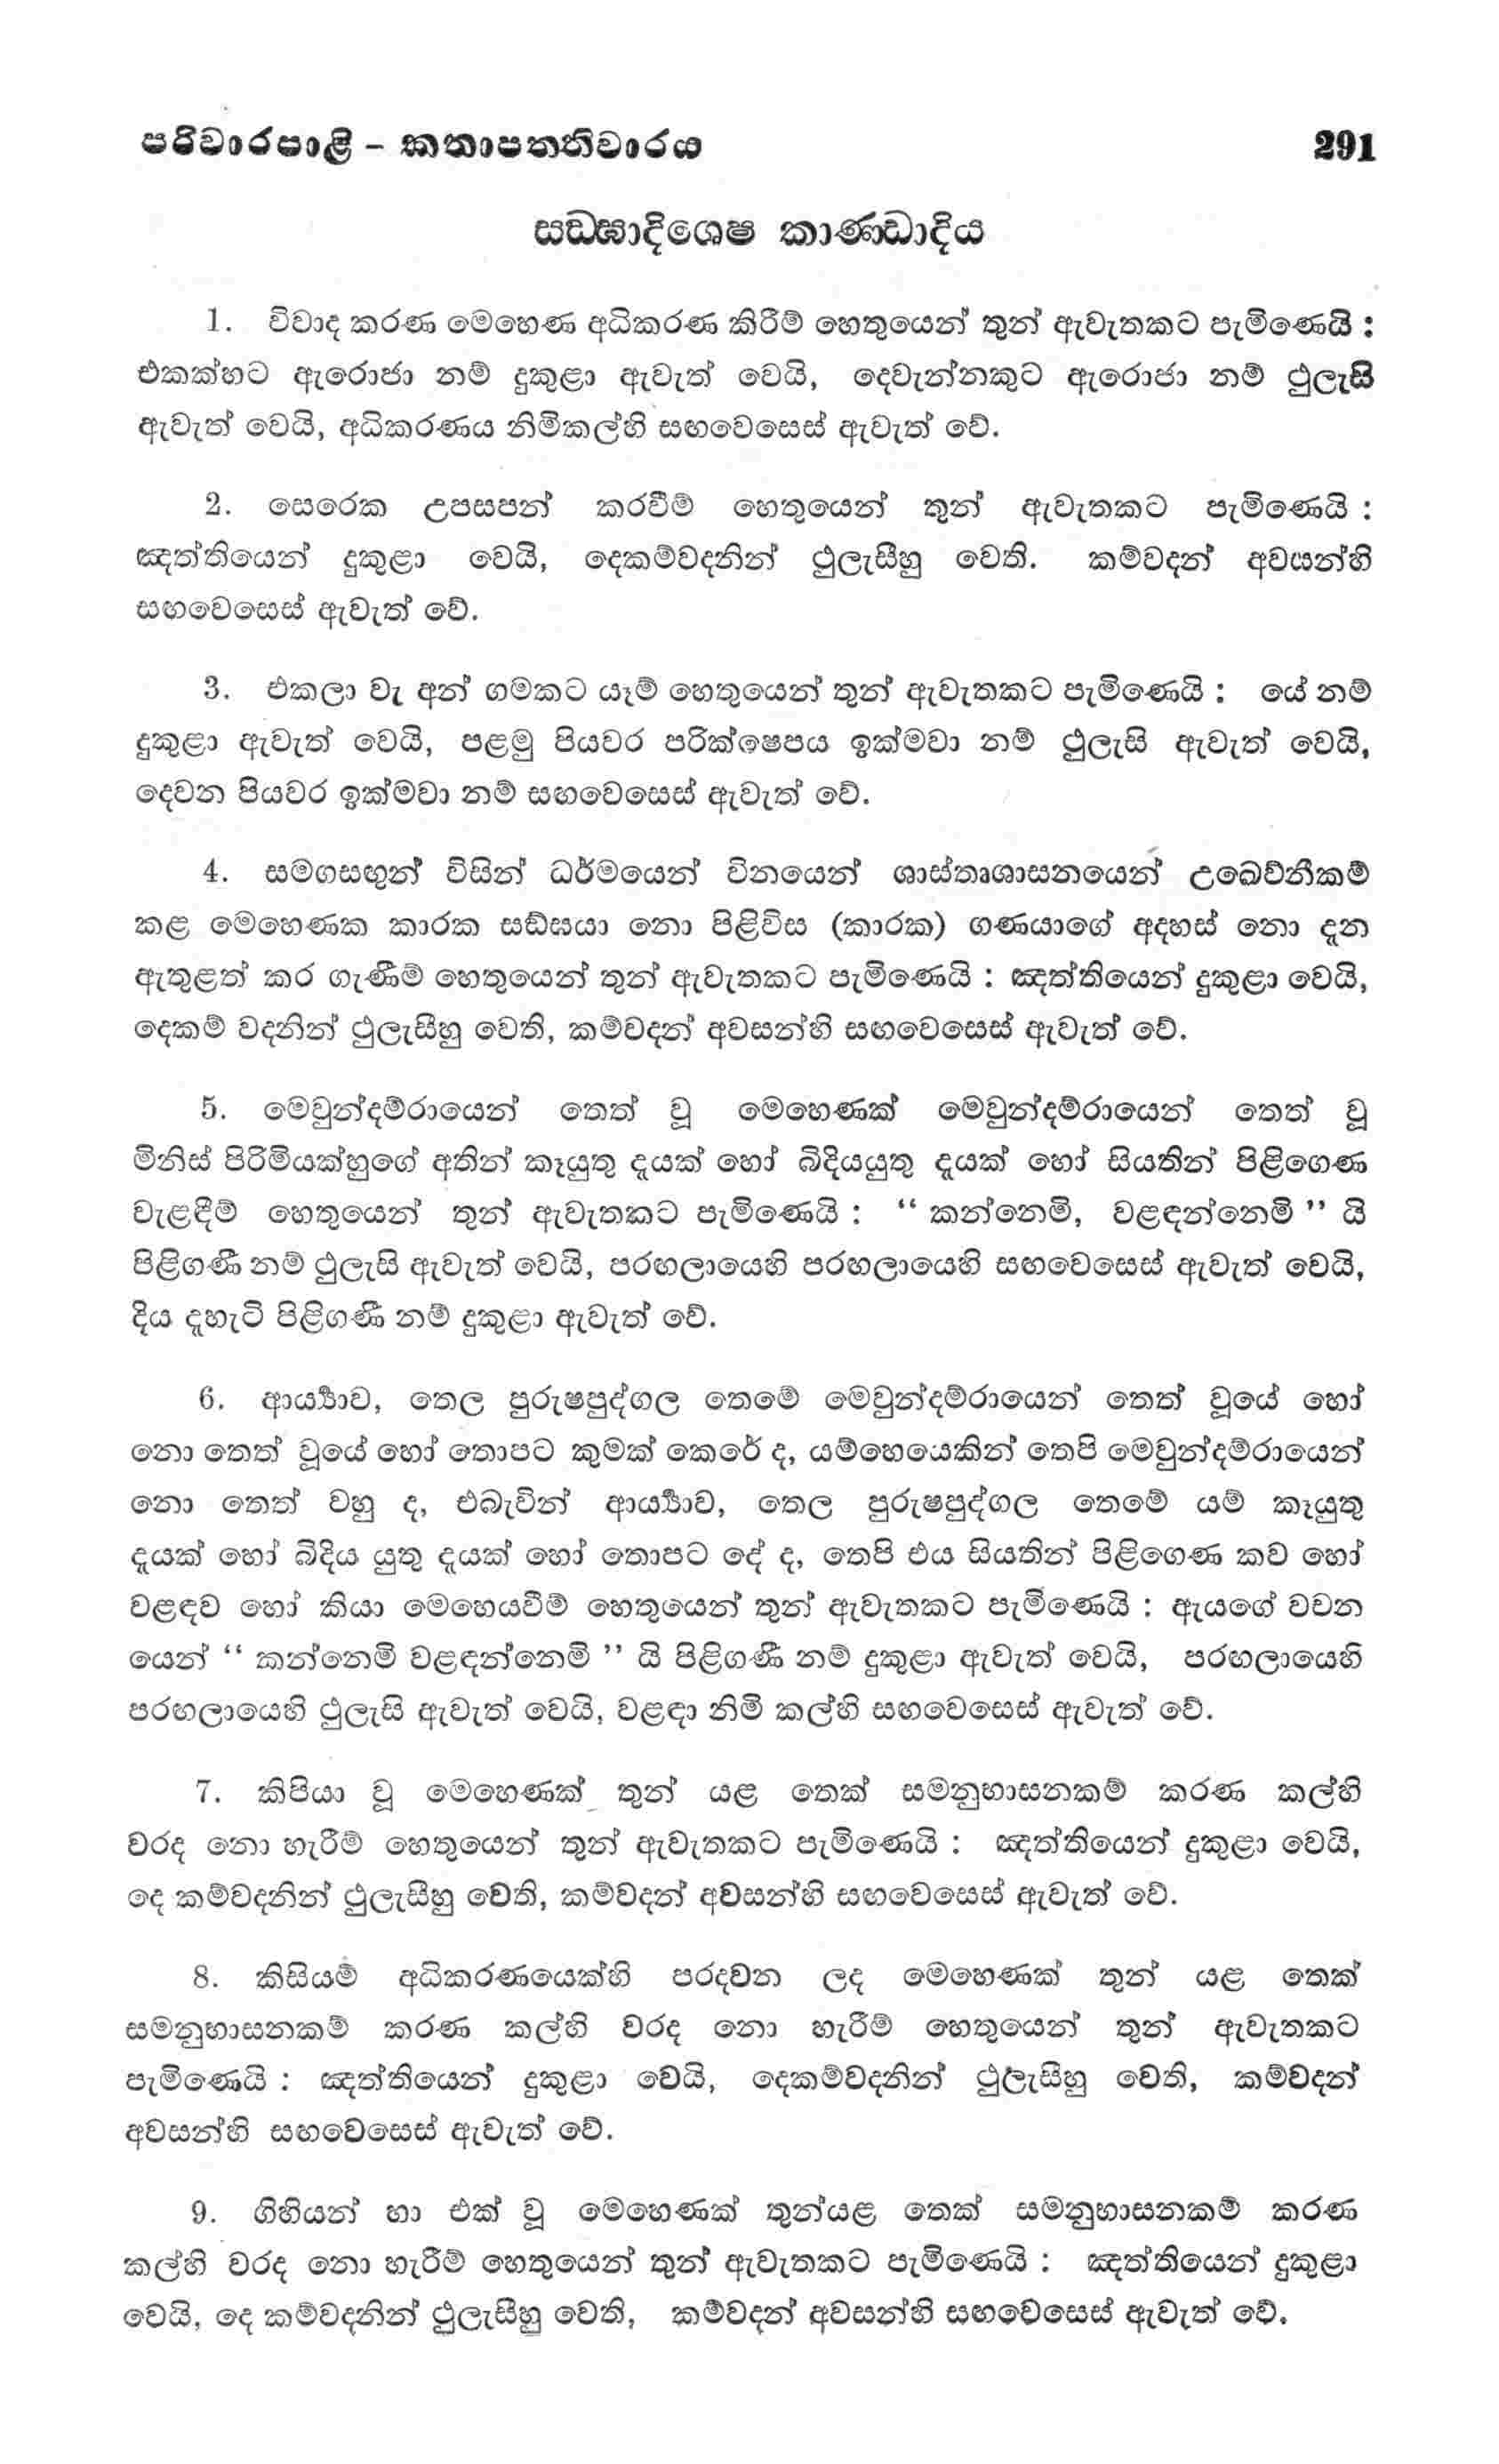 පරිවාරපාළි – කතාපතතිවාරය 291
සඞ්ඝාදිශෙෂ කාණ්ඩාදිය
1. විවාද කරණ මෙහෙණ අධිකරණ කිරීම් හෙතුයෙන් තුන් ඇවැතකට පැමිණෙයි :
එකක්හට ඇරොජා නම් දුකුළා ඇවැත් වෙයි, දෙවැන්නකුට ඇරොජා නම් ථුලැසි
ඇවැත් වෙයි, අධිකරණය නිමිකල්හි සඟවෙසෙස් ඇවැත් වේ.
2. සෙරෙක උපසපන් කරවීම් හෙතුයෙන් තුන් ඇවැතකට පැමිණෙයි :
ඤත්තියෙන් දුකුළා වෙයි, දෙකම්වදනින් ථුලැසීහු වෙති. කම්වදන් අවයන්හි
සඟවෙසෙස් ඇවැත් වේ.
3. එකලා වැ අන් ගමකට යෑම් හෙතුයෙන් තුන් ඇවැතකට පැමිණෙයි : යේ නම්
දුකුළා ඇවැත් වෙයි, පළමු පියවර පරික්ෂෙපය ඉක්මවා නම් ථුලැසි ඇවැත් වෙයි,
දෙවන පියවර ඉක්මවා නම් සඟවෙසෙස් ඇවැත් වේ.
4. සමගසඟුන් විසින් ධර්මයෙන් විනයෙන් ශාස්තෘශාසනයෙන් උඛෙව්නීකම්
කළ මෙහෙණක කාරක සඞ්ඝයා නො පිළිවිස (කාරක) ගණයාගේ අදහස් නො දැන
ඇතුළත් කර ගැණීම් හෙතුයෙන් තුන් ඇවැතකට පැමිණෙයි : ඤත්තියෙන් දුකුළා වෙයි,
දෙකම් වදනින් ථුලැසීහු වෙති, කම්වදන් අවසන්හි සඟවෙසෙස් ඇවැත් වේ.
5. මෙවුන්දම්රායෙන් තෙත් වූ මෙහෙණක් මෙවුන්දම්රායෙන් තෙත් වූ
මිනිස් පිරිමියක්හුගේ අතින් කෑයුතු දැයක් හෝ බිදියයුතු දැයක් හෝ සියතින් පිළිගෙණ
වැළඳීම් හෙතුයෙන් තුන් ඇවැතකට පැමිණෙයි : “ කන්නෙමි, වළඳන්නෙමි ” යි
පිළිගණී නම් ථුලැසි ඇවැත් වෙයි, පරඟලායෙහි පරඟලායෙහි සඟවෙසෙස් ඇවැත් වෙයි,
දිය දැහැටි පිළිගණී නම් දුකුළා ඇවැත් වේ.
6. ආර්‍ය්‍යාව, තෙල පුරුෂපුද්ගල තෙමේ මෙවුන්දම්රායෙන් තෙත් වූයේ හෝ
නො තෙත් වූයේ හෝ තොපට කුමක් කෙරේ ද, යම්හෙයෙකින් තෙපි මෙවුන්දම්රායෙන්
නො තෙත් වහු ද, එබැවින් ආර්‍ය්‍යාව, තෙල පුරුෂපුද්ගල තෙමේ යම් කෑයුතු
දැයක් හෝ බිදිය යුතු දැයක් හෝ තොපට දේ ද, තෙපි එය සියතින් පිළිගෙණ කව හෝ
වළඳව හෝ කියා මෙහෙයවීම් හෙතුයෙන් තුන් ඇවැතකට පැමිණෙයි : ඇයගේ වචන
යෙන් “ කන්නෙමි වළඳන්නෙමි ” යි පිළිගණී නම් දුකුළා ඇවැත් වෙයි, පරඟලායෙහි
පරඟලායෙහි ථුලැසි ඇවැත් වෙයි, වළඳා නිමි කල්හි සඟවෙසෙස් ඇවැත් වේ.
7. කිපියා වූ මෙහෙණක් තුන් යළ තෙක් සමනුභාසනකම් කරණ කල්හි
වරද නො හැරීම් හෙතුයෙන් තුන් ඇවැතකට පැමිණෙයි : ඤත්තියෙන් දුකුළා වෙයි,
දෙ කම්වදනින් ථුලැසීහු වෙති, කම්වදන් අවසන්හි සඟවෙසෙස් ඇවැත් වේ.
8. කිසියම් අධිකරණයෙක්හි පරදවන ලද මෙහෙණක් තුන් යළ තෙක්
සමනුභාසනකම් කරණ කල්හි වරද නො හැරීම් හෙතුයෙන් තුන් ඇවැතකට
පැමිණෙයි : ඤත්තියෙන් දුකුළා වෙයි, දෙකම්වදනින් ථුලැසීහු වෙති, කම්වදන්
අවසන්හි සඟවෙසෙස් ඇවැත් වේ.
9. ගිහියන් හා එක් වූ මෙහෙණක් තුන්යළ තෙක් සමනුභාසනකම් කරණ
කල්හි වරද නො හැරීම් හෙතුයෙන් තුන් ඇවැතකට පැමිණෙයි : ඤත්තියෙන් දුකුළා
වෙයි, දෙ කම්වදනින් ථුලැසීහු වෙති, කම්වදන් අවසන්හි සඟවෙසෙස් ඇවැත් වේ.